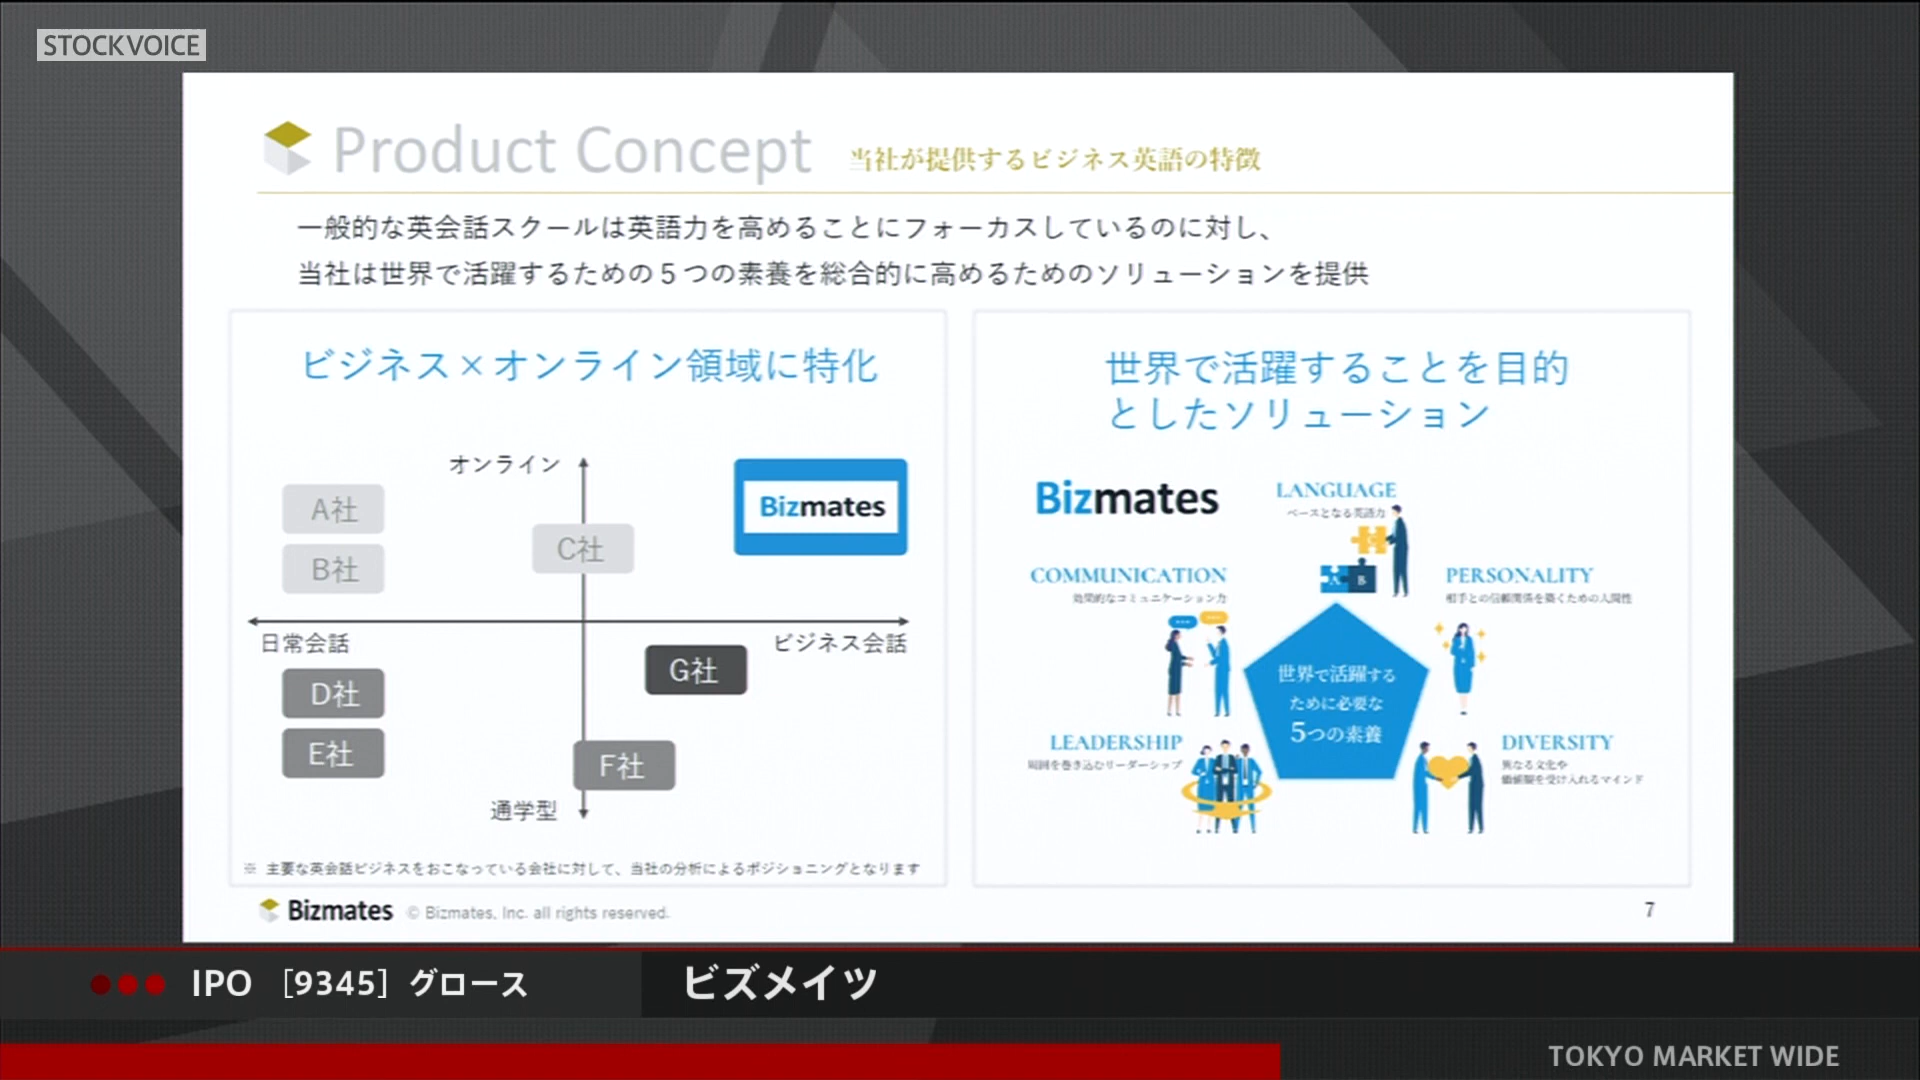 STOCKVOICE
Product Concept 当社が提供するビジネス英語の特徴
一般的な英会話スクールは英語力を高めることにフォーカスしているのに対し、
当社は世界で活躍するための5つの素養を総合的に高めるためのソリューションを提供
ビジネス×オンライン領域に特化
オンライン
A社
B社
C社
Bizmates
日常会話
ビジネス会話
D社
E社
G社
F社
通学型
※ 主要な英会話ビジネスをおこなっている会社に対して、当社の分析によるポジショニングとなります
世界で活躍することを目的
としたソリューション
Bizmates
LANGUAGE
ベースとなる英語力
A B
COMMUNICATION
効果的なコミュニケーション力
PERSONALITY
相手との信頼関係を築くための人間性
世界で活躍する
ために必要な
5つの素養
LEADERSHIP
周囲を巻き込むリーダーシップ
DIVERSITY
異なる文化や
価値観を受け入れるマインド
Bizmates © Bizmates, Inc. all rights reserved.
7
IPO [9345] グロース
ビズメイツ
TOKYO MARKET WIDE